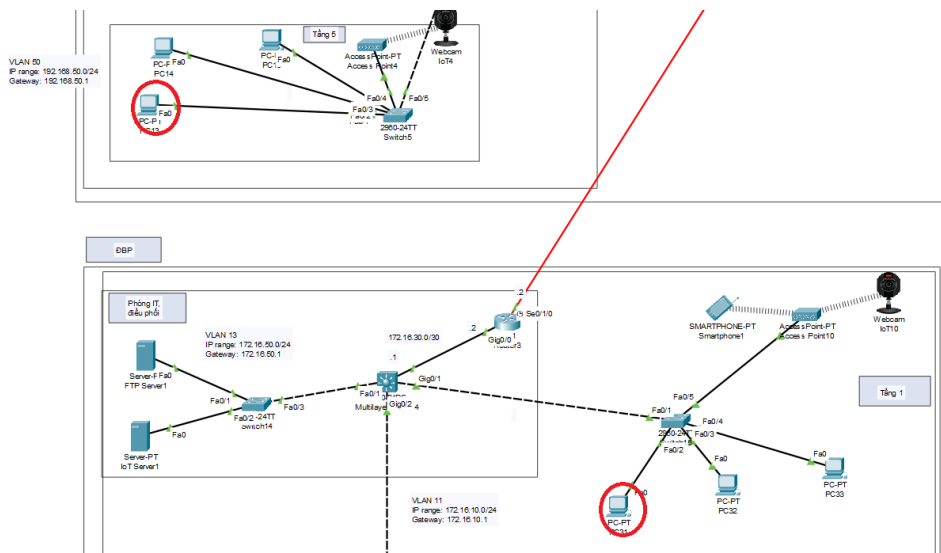 Tầng 5
Webcam
IoT4
AccessPoint-PT
Access Point4
VLAN 50
IP range: 192.168.50.0/24
Gateway: 192.168.50.1
Fa0
PC14
Fa0
Fa0
Fa0/4
Fa0/5
Fa0/3
2960-24TT
Switch5
ĐBP
Phòng IT,
điều phối
VLAN 13
IP range: 172.16.50.0/24
Gateway: 172.16.50.1
172.16.30.0/30
.2
Se0/1/0
.2
Gig0/0
.1
Gig0/1
Fa0/1
Gig0/2
Fa0
FTP Server1
Fa0/1
Fa0/2
Fa0/3
Fa0
Server-PT
IoT Server1
SMARTPHONE-PT
Smartphone1
AccessPoint-PT
Access Point10
Webcam
IoT10
Tầng 1
Fa0/5
Fa0/1
Fa0/4
Fa0/3
Fa0/2
Fa0
PC-PT
Fa0
PC-PT
PC32
Fa0
PC-PT
PC33
VLAN 11
IP range: 172.16.10.0/24
Gateway: 172.16.10.1